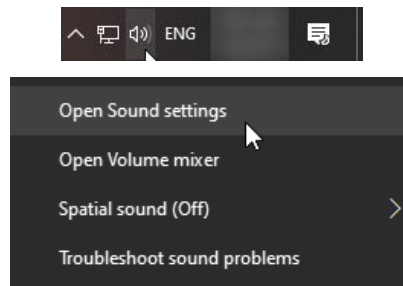 ENG
Open Sound settings
Open Volume mixer
Spatial sound (Off)
Troubleshoot sound problems